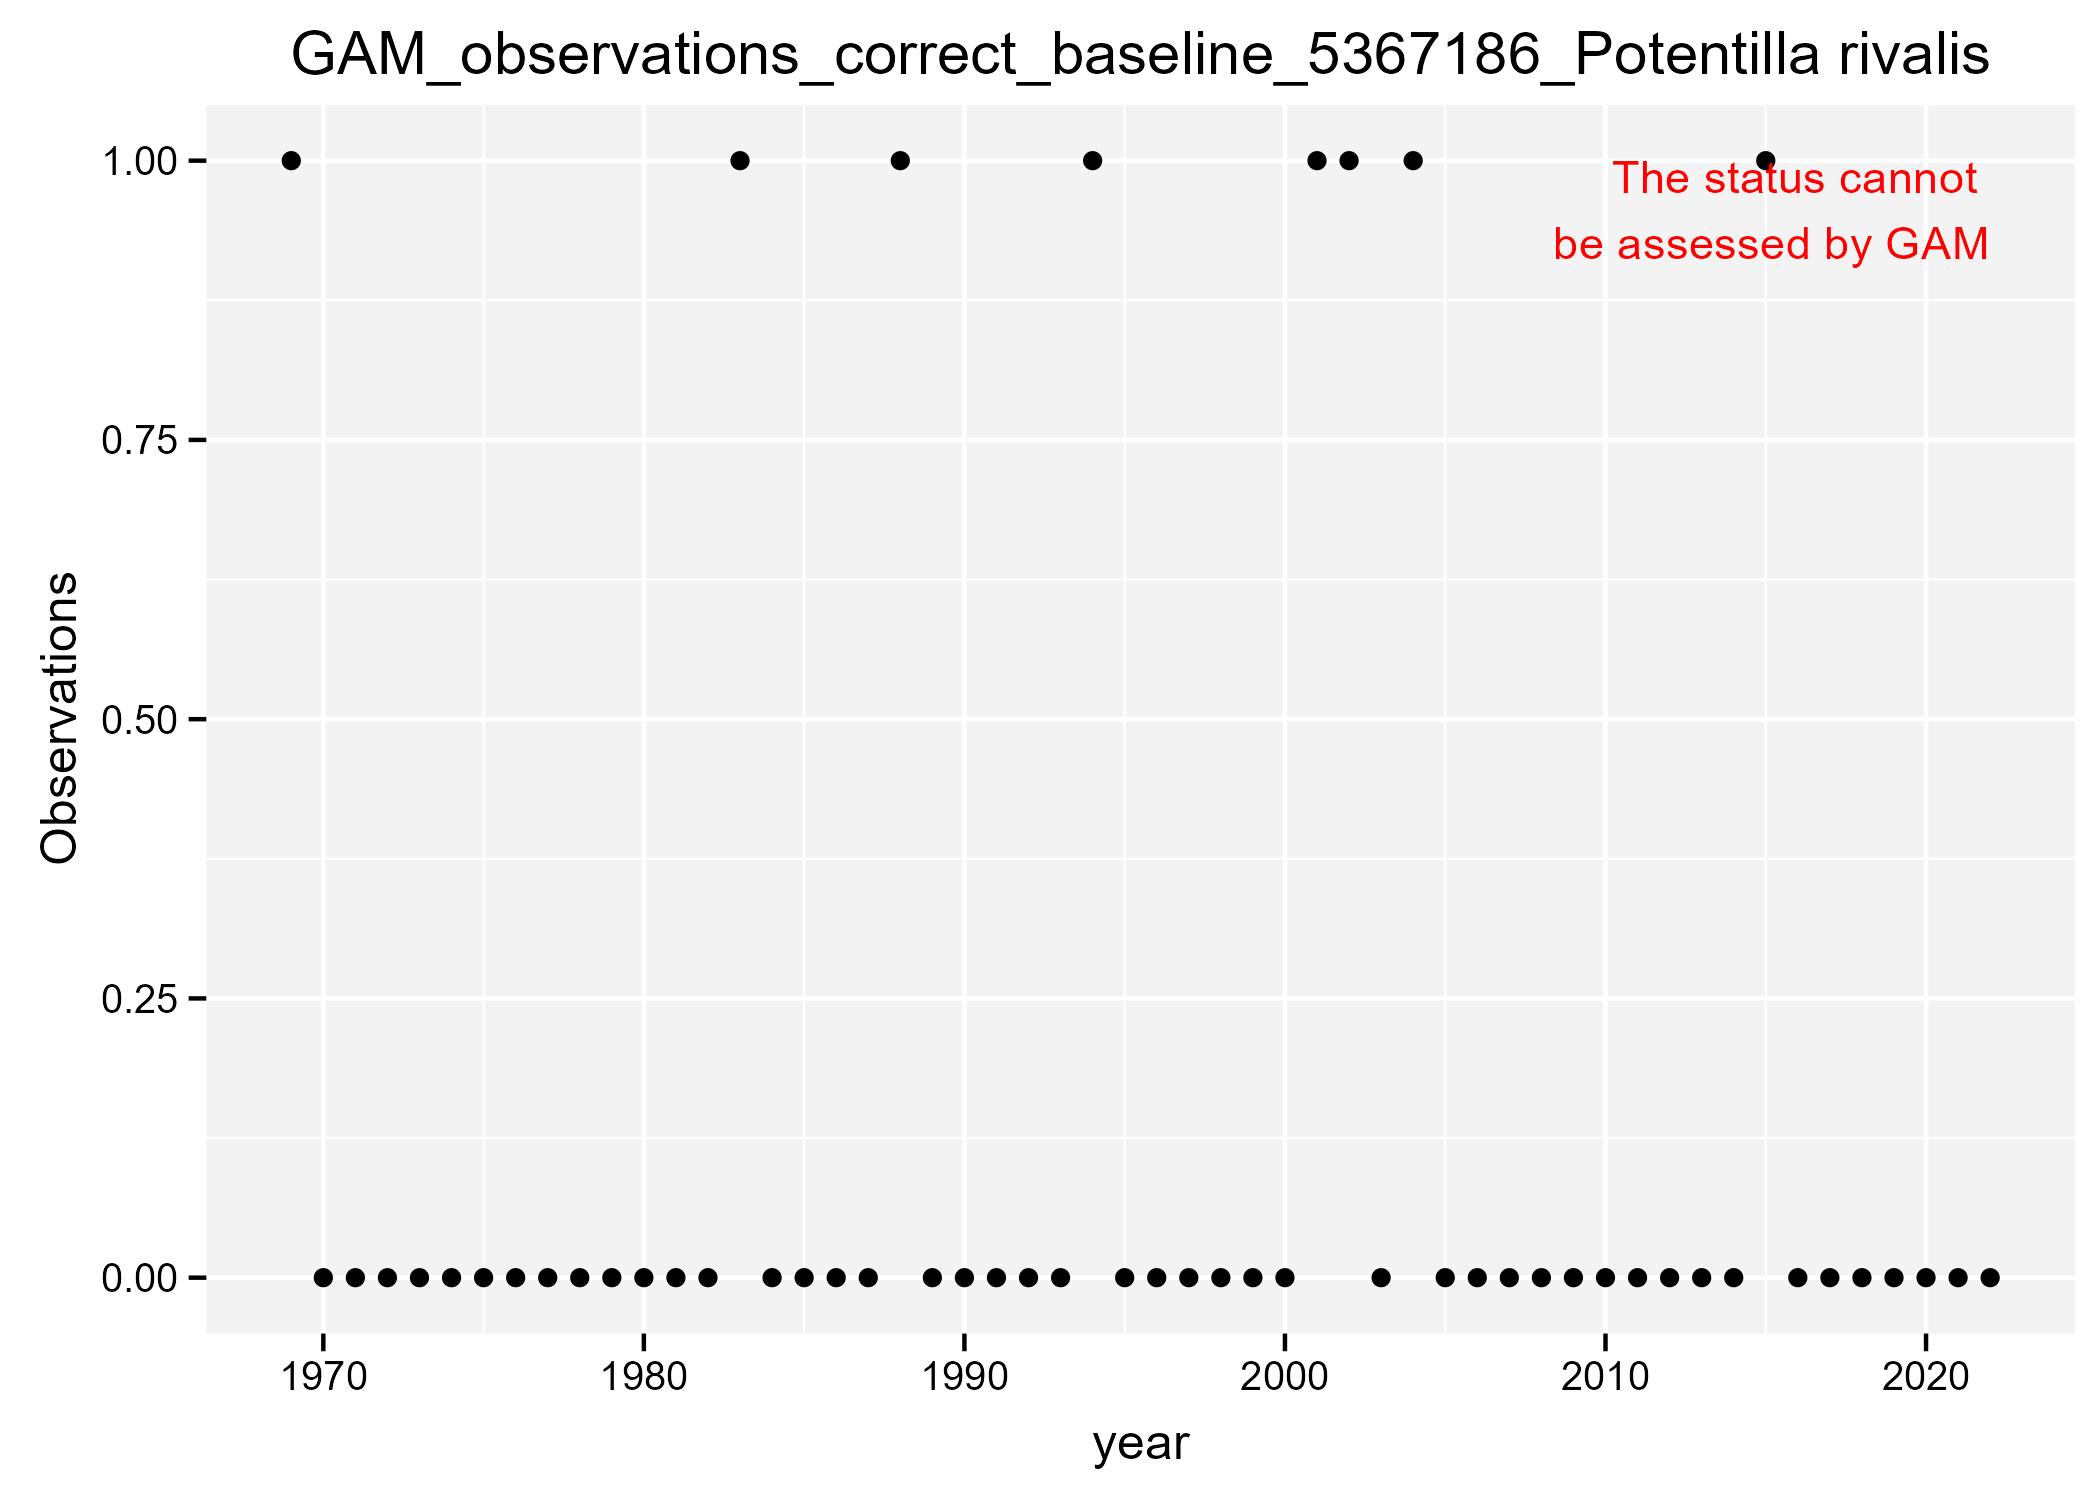 GAM_observations_correct_baseline_5367186_Potentilla rivalis
1.00
The status cannot
be assessed by GAM
0.75
0.50
0.25
0.00
Observations
1970 1980 1990 2000 2010 2020
year